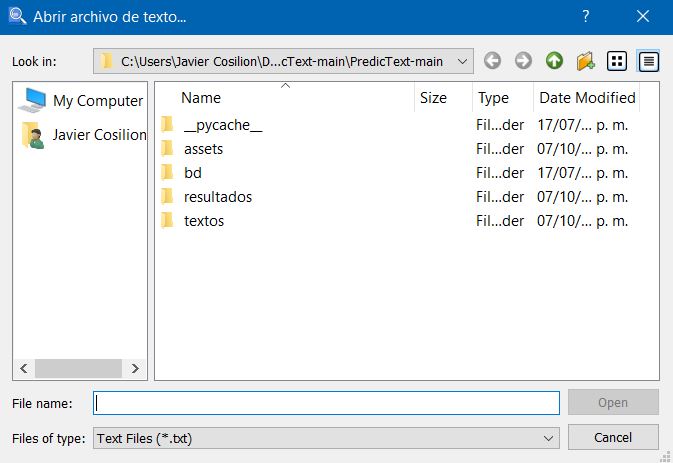 Abrir archivo de texto...
Look in: C:\Users\Javier Cosilion\D...cText-main\PredicText-main
My Computer
Javier Cosilion
Name Size Type Date Modified
__pycache__ Fil...der 17/07/... p. m.
assets Fil...der 07/10/... p. m.
bd Fil...der 17/07/... p. m.
resultados Fil...der 07/10/... p. m.
textos Fil...der 07/10/... p. m.
File name: Open
Files of type: Text Files (*.txt) Cancel